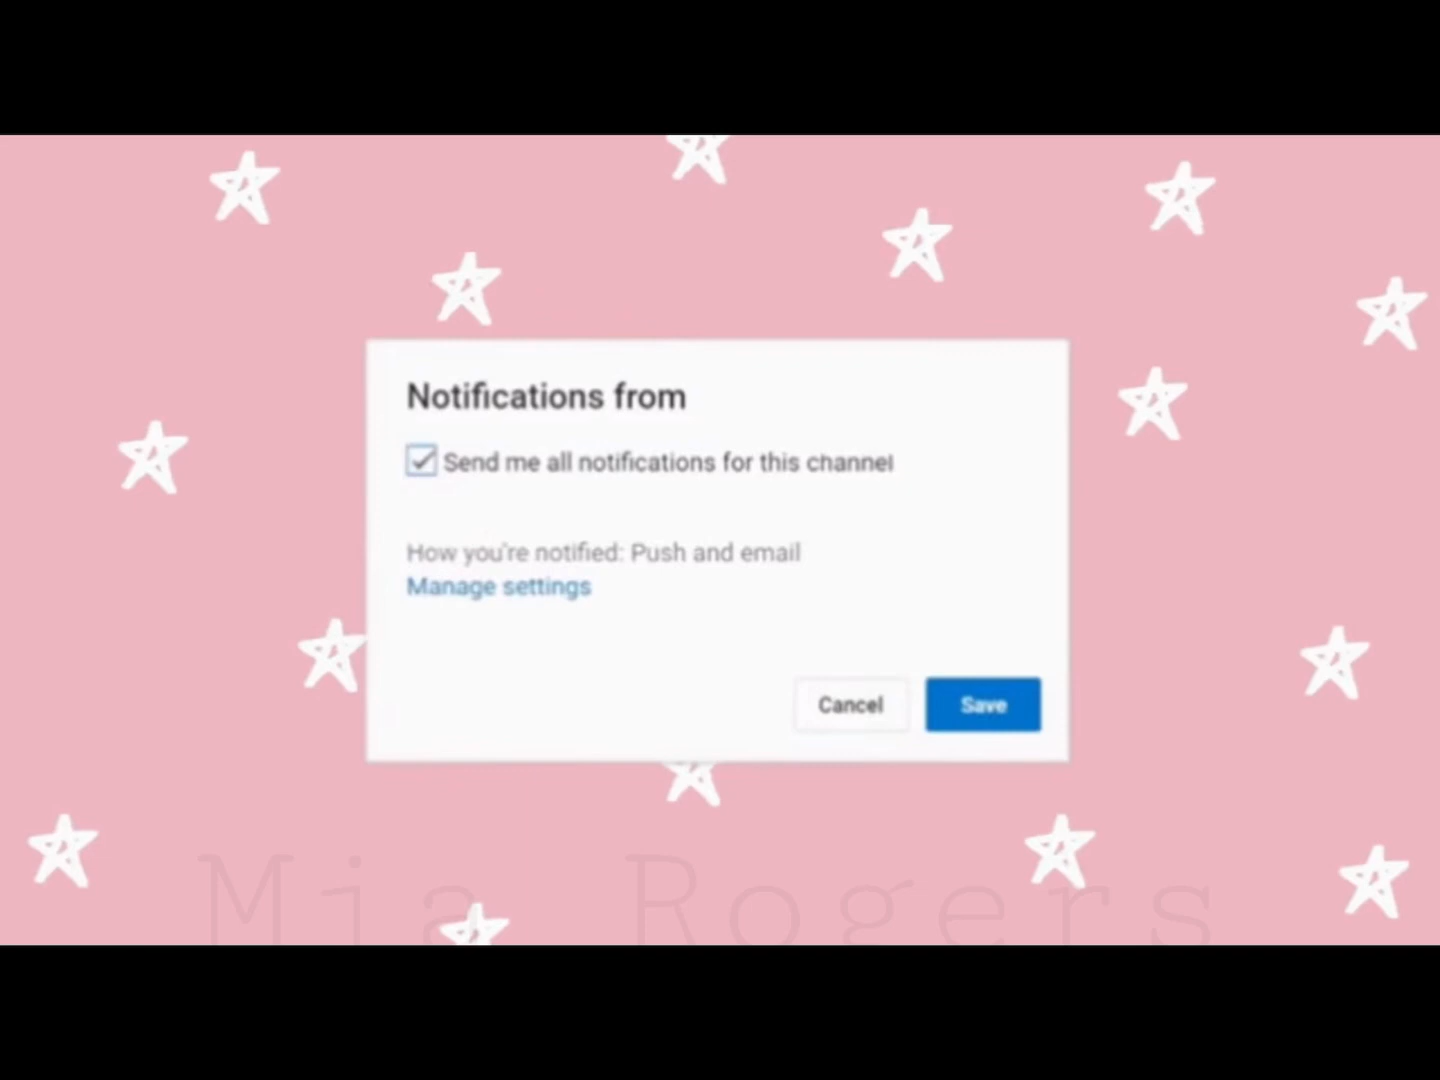 Notifications from
Send me all notifications for this channel
How you're notified: Push and email
Manage settings
Cancel Save
Mia Rogers